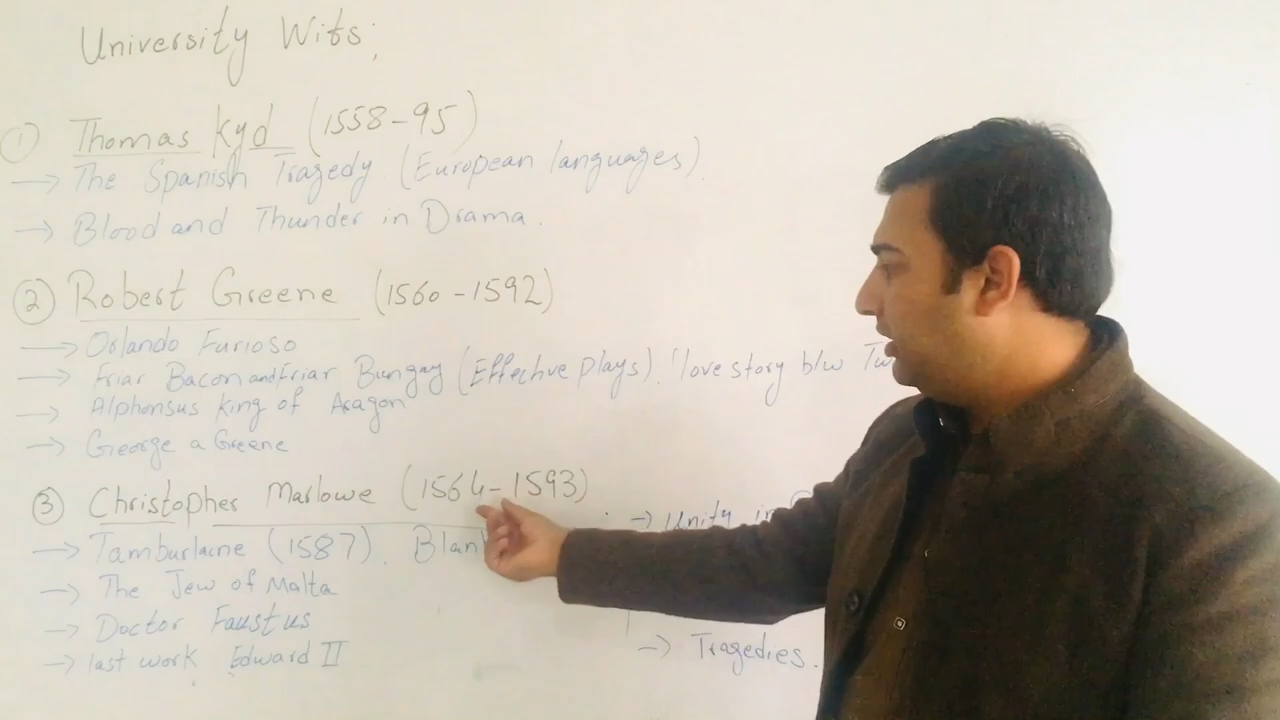 University Wits;
① Thomas Kyd (1558-95)
→ The Spanish Tragedy (European languages).
→ Blood and Thunder in Drama.
② Robert Greene (1560-1592)
→ Orlando Furioso
→ Friar Bacon and Friar Bungay (Effective plays). love story b/w
→ Alphonsus King of Aragon
→ George a Greene
③ Christopher Marlowe (1564-1593)
→ Tamburlaine (1587).
→ Unity in
→ The Jew of Malta
→ Doctor Faustus
→ last work Edward II
→ Tragedies.